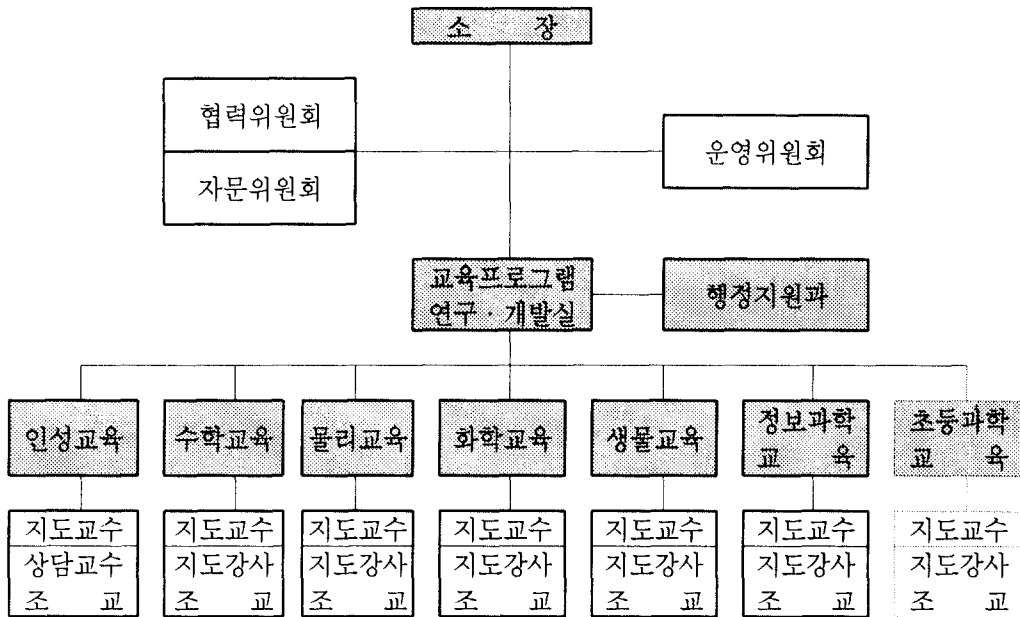 소 장
협력위원회
자문위원회
운영위원회
교육프로그램
연구 · 개발실
행정지원과
인성교육
수학교육
물리교육
화학교육
생물교육
정보과학
교 육
초등과학
교 육
지도교수
상담교수
조 교
지도교수
지도강사
조 교
지도교수
지도강사
조 교
지도교수
지도강사
조 교
지도교수
지도강사
조 교
지도교수
지도강사
조 교
지도교수
지도강사
조 교